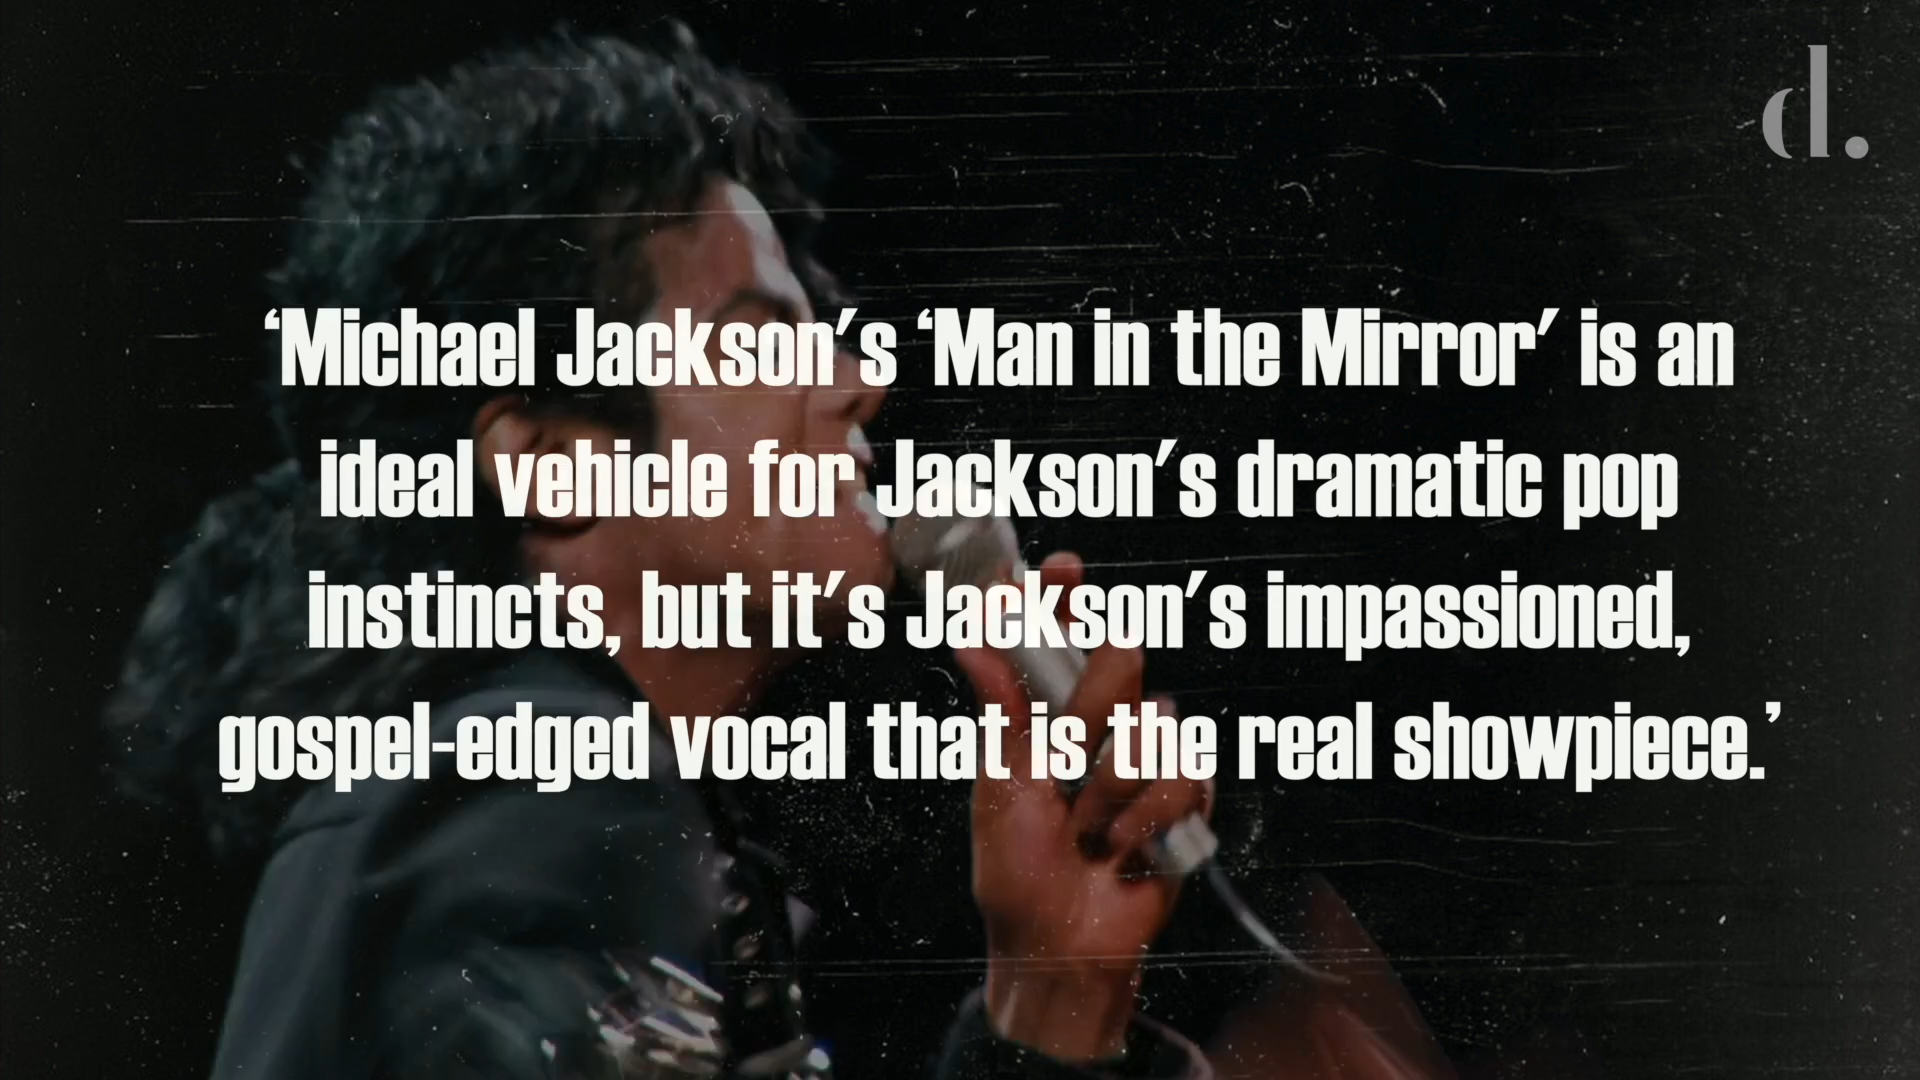 d.
‘Michael Jackson's ‘Man in the Mirror' is an
ideal vehicle for Jackson's dramatic pop
instincts, but it's Jackson's impassioned,
gospel-edged vocal that is the real showpiece.’